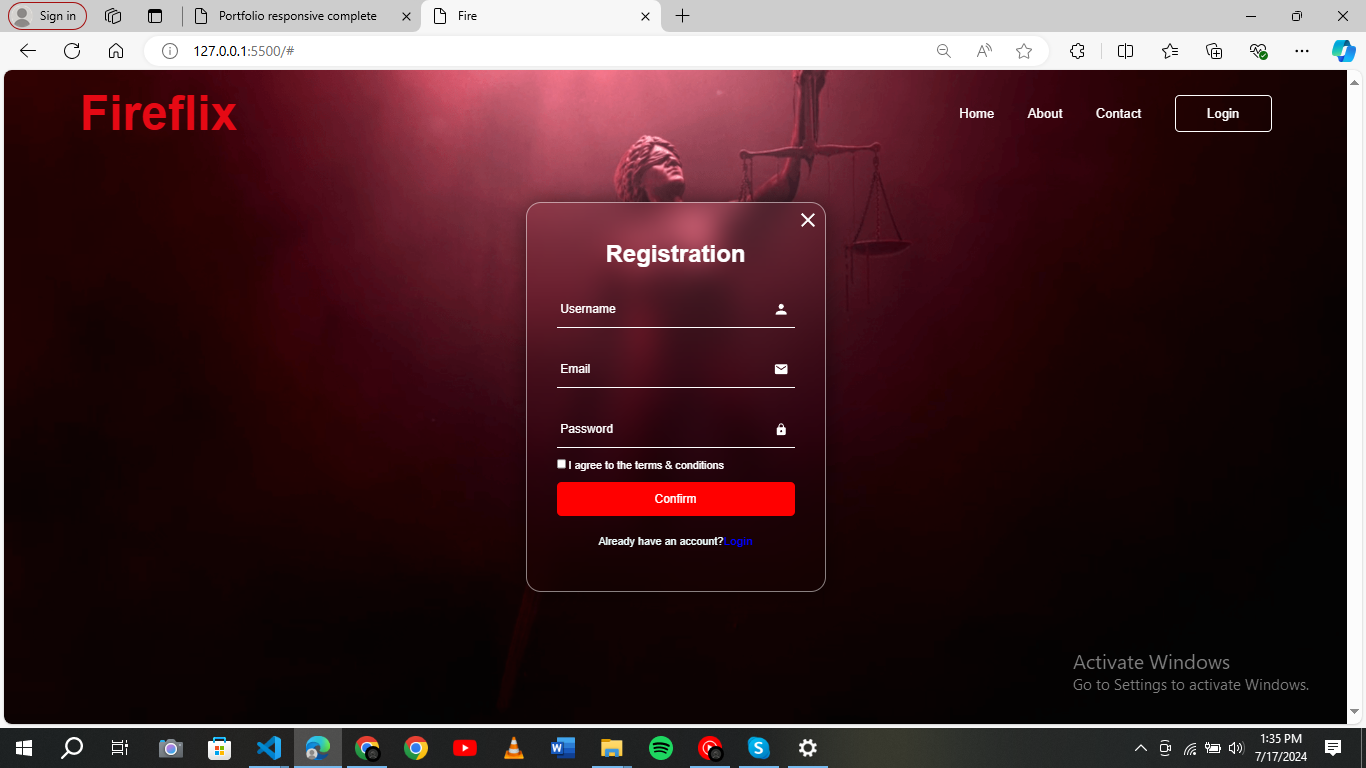 Sign in
Portfolio responsive complete
Fire
127.0.0.1:5500/#
Fireflix
Home
About
Contact
Login
Registration
Username
Email
Password
I agree to the terms & conditions
Confirm
Already have an account?Login
Activate Windows
Go to Settings to activate Windows.
1:35 PM
7/17/2024